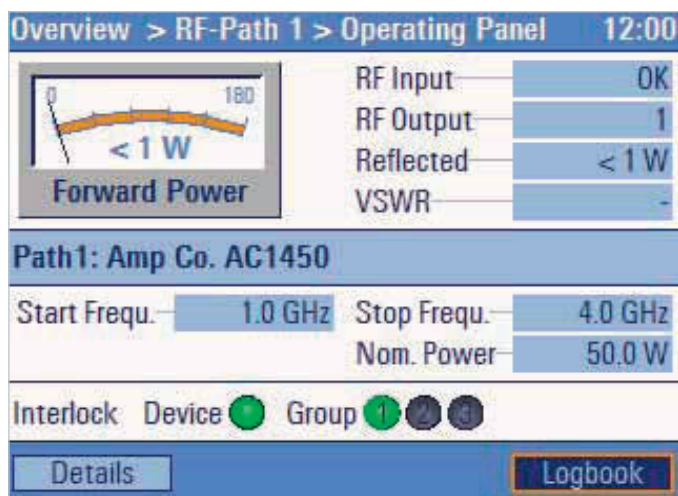 Overview > RF-Path 1 > Operating Panel 12:00
0 180
< 1 W
Forward Power
RF Input OK
RF Output 1
Reflected < 1 W
VSWR -
Path1: Amp Co. AC1450
Start Frequ. 1.0 GHz Stop Frequ. 4.0 GHz
Nom. Power 50.0 W
Interlock Device Group 1 2 3
Details Logbook